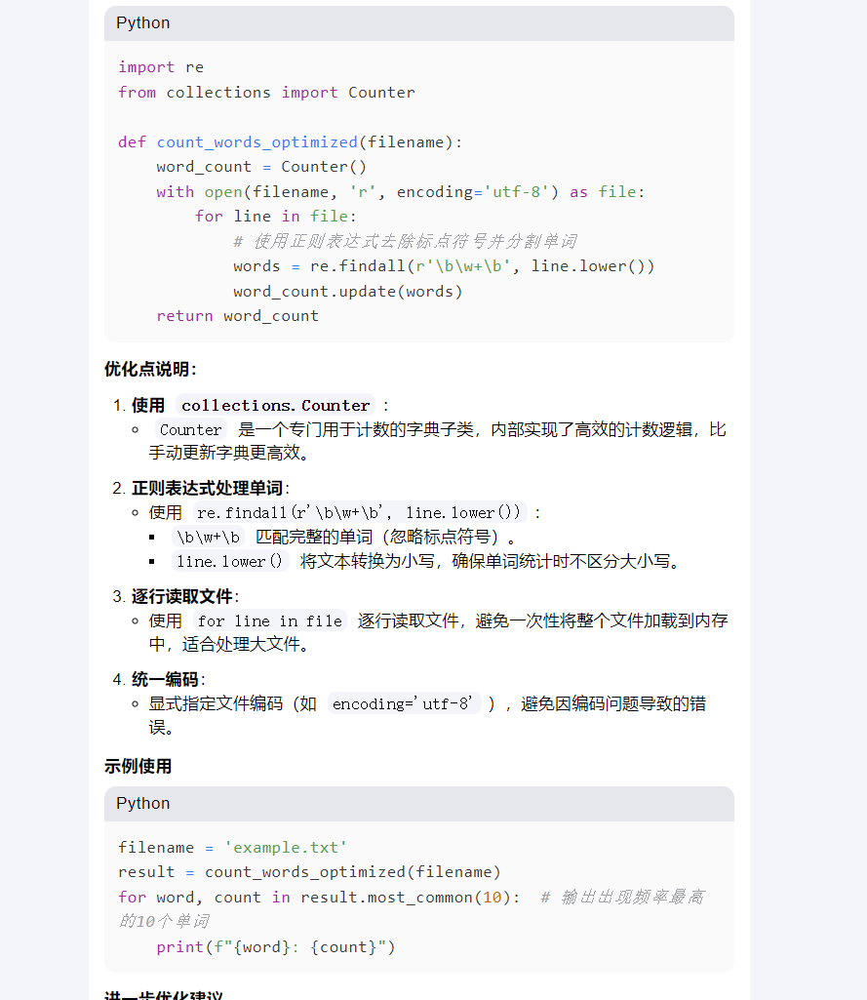 Python
import re
from collections import Counter
def count_words_optimized(filename):
    word_count = Counter()
    with open(filename, 'r', encoding='utf-8') as file:
        for line in file:
            # 使用正则表达式去除标点符号并分割单词
            words = re.findall(r'\b\w+\b', line.lower())
            word_count.update(words)
    return word_count
优化点说明：
1. 使用 collections.Counter ：
Counter 是一个专门用于计数的字典子类，内部实现了高效的计数逻辑，比
手动更新字典更高效。
2. 正则表达式处理单词：
使用 re.findall(r'\b\w+\b', line.lower()) ：
\b\w+\b 匹配完整的单词（忽略标点符号）。
line.lower() 将文本转换为小写，确保单词统计时不区分大小写。
3. 逐行读取文件：
使用 for line in file 逐行读取文件，避免一次性将整个文件加载到内存
中，适合处理大文件。
4. 统一编码：
显式指定文件编码（如 encoding='utf-8' ），避免因编码问题导致的错
误。
示例使用
Python
filename = 'example.txt'
result = count_words_optimized(filename)
for word, count in result.most_common(10):  # 输出出现频率最高
的10个单词
    print(f"{word}: {count}")
进一步优化建议